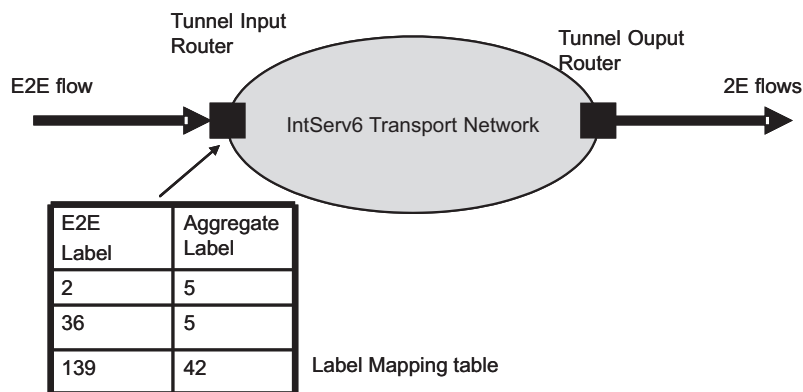 Tunnel Input
Router
Tunnel Ouput
Router
E2E flow
2E flows
IntServ6 Transport Network
E2E
Label
Aggregate
Label
2 5
36 5
139 42
Label Mapping table